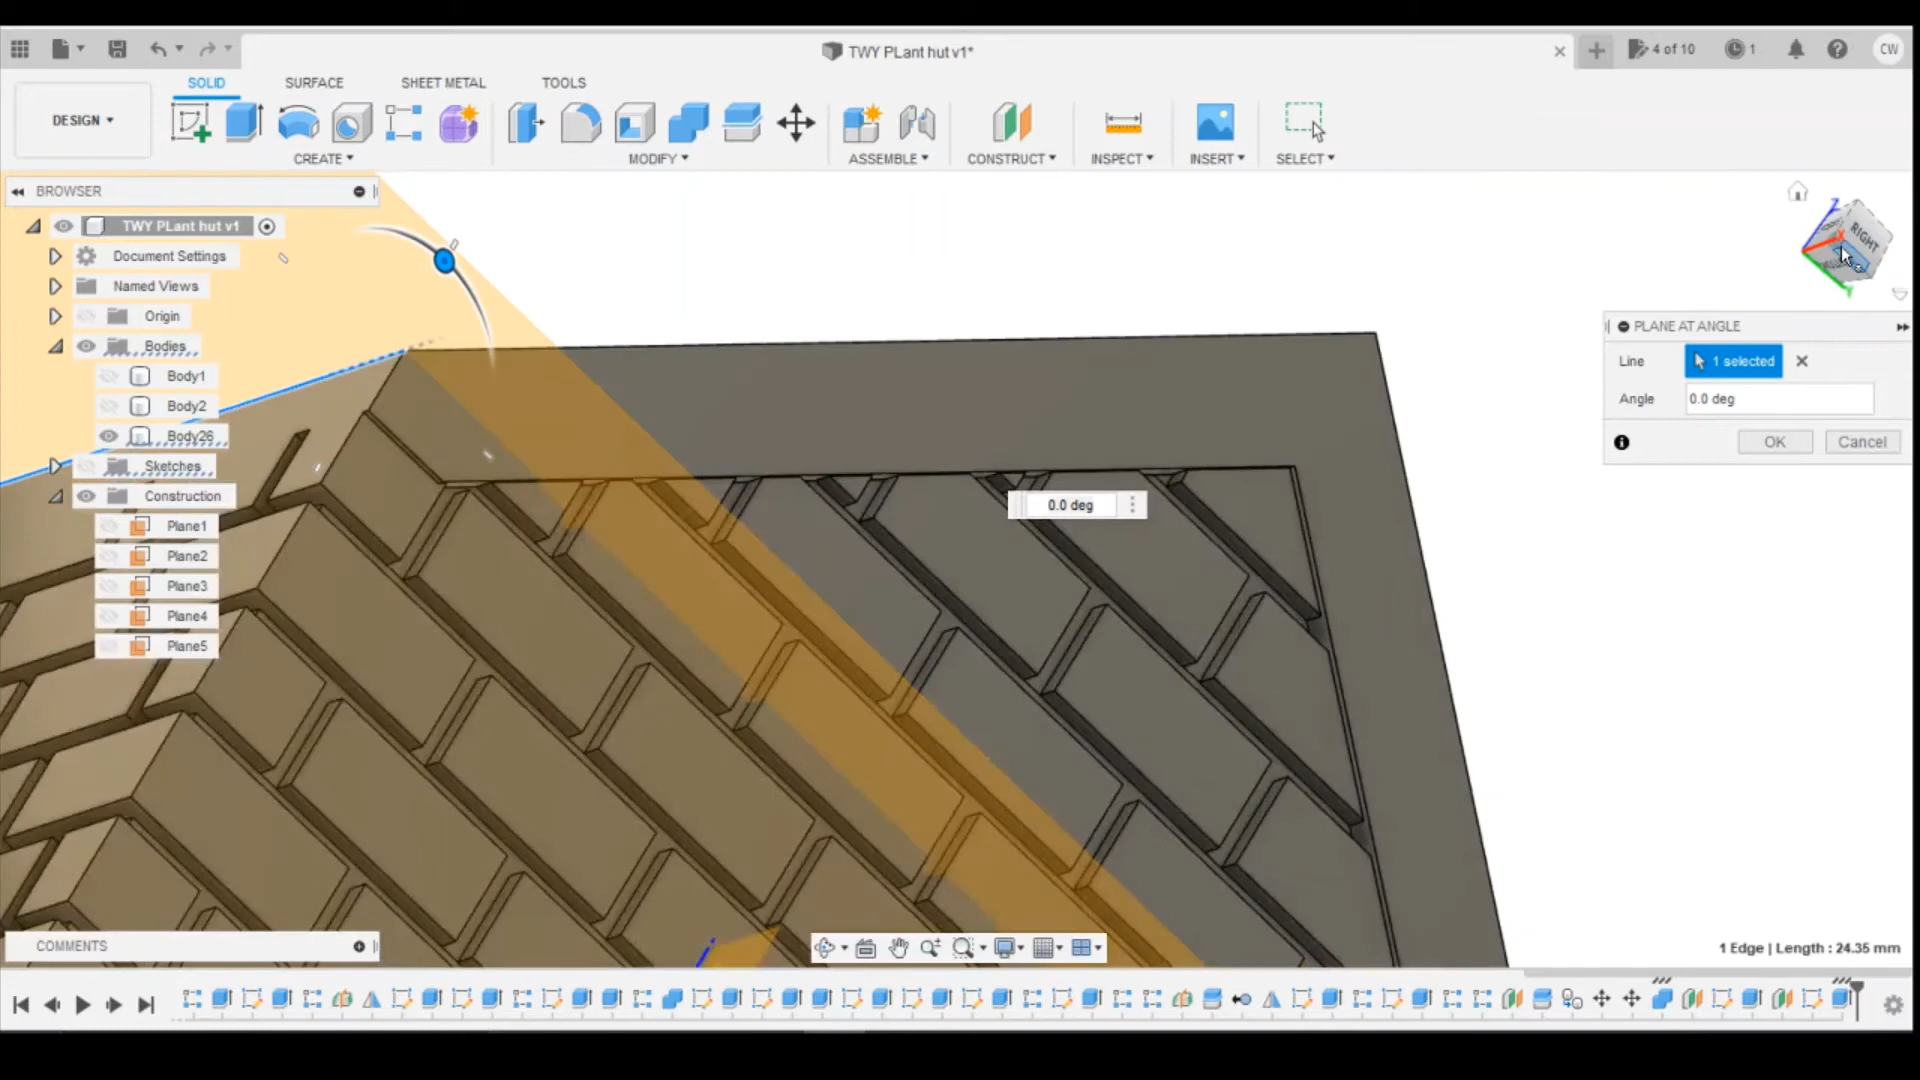 TWY PLant hut v1*
4 of 10
1
CW
DESIGN
SOLID
SURFACE
SHEET METAL
TOOLS
CREATE
MODIFY
ASSEMBLE
CONSTRUCT
INSPECT
INSERT
SELECT
BROWSER
TWY PLant hut v1
Document Settings
Named Views
Origin
Bodies
Body1
Body2
Body26
Sketches
Construction
Plane1
Plane2
Plane3
Plane4
Plane5
Z
X
RIGHT
Y
PLANE AT ANGLE
Line
1 selected
Angle
0.0 deg
OK
Cancel
0.0 deg
COMMENTS
1 Edge | Length : 24.35 mm